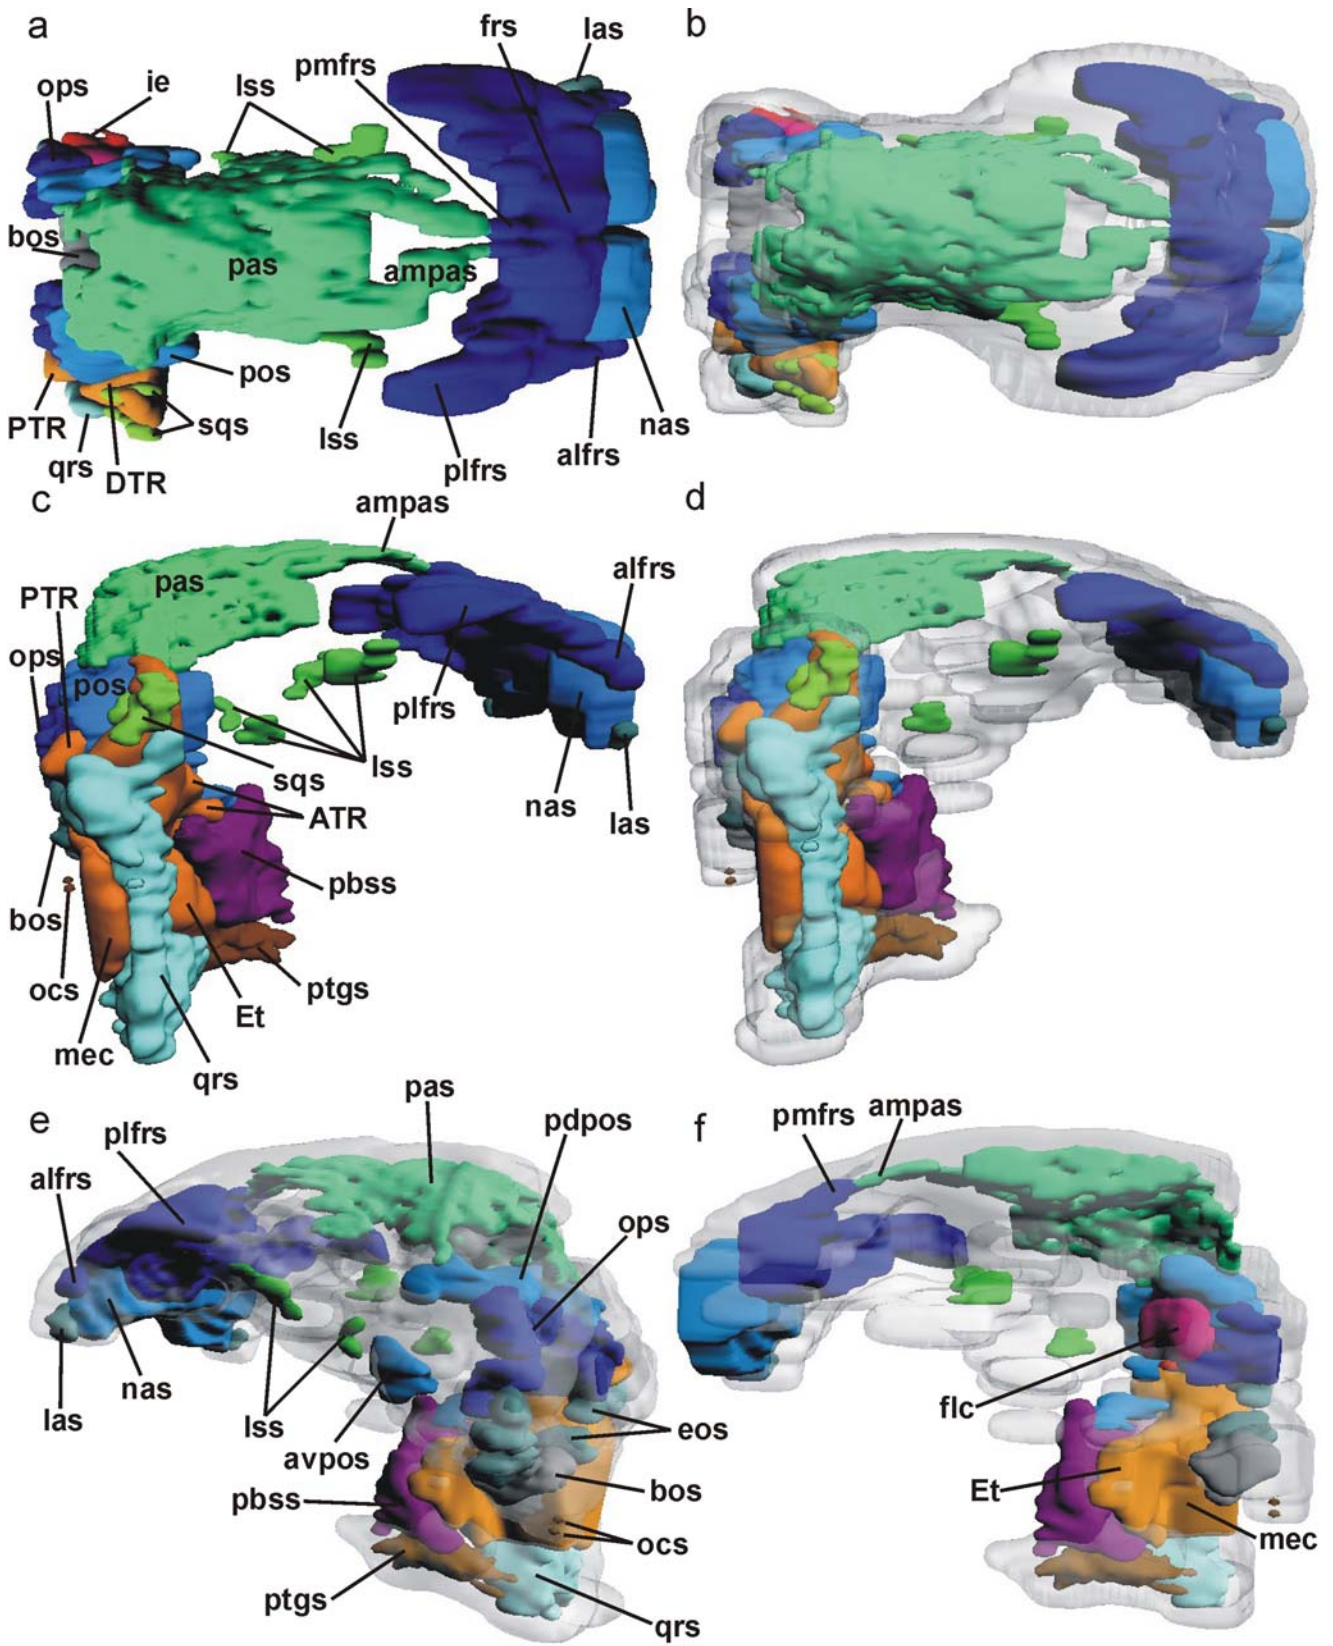 a
frs
las
b
pmfrs
ops
ie
lss
bos
pas
ampas
pos
PTR
sqs
lss
nas
qrs
DTR
plfrs
alfrs
c
ampas
d
pas
alfrs
PTR
ops
pos
plfrs
sqs
lss
nas
las
ATR
bos
pbss
ocs
ptgs
Et
mec
qrs
e
pas
f
pmfrs
ampas
plfrs
pdpos
alfrs
ops
nas
las
lss
avpos
eos
flc
pbss
bos
Et
ocs
mec
ptgs
qrs